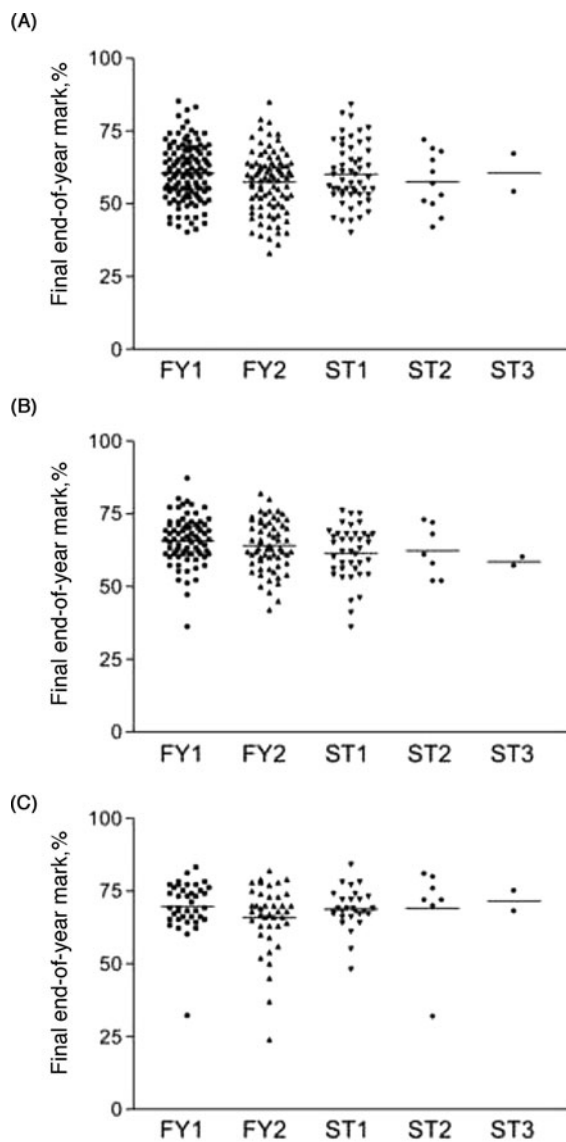 (A)
Final end-of-year mark,%
100
75
50
25
0
FY1 FY2 ST1 ST2 ST3
(B)
Final end-of-year mark,%
100
75
50
25
0
FY1 FY2 ST1 ST2 ST3
(C)
Final end-of-year mark,%
100
75
50
25
0
FY1 FY2 ST1 ST2 ST3